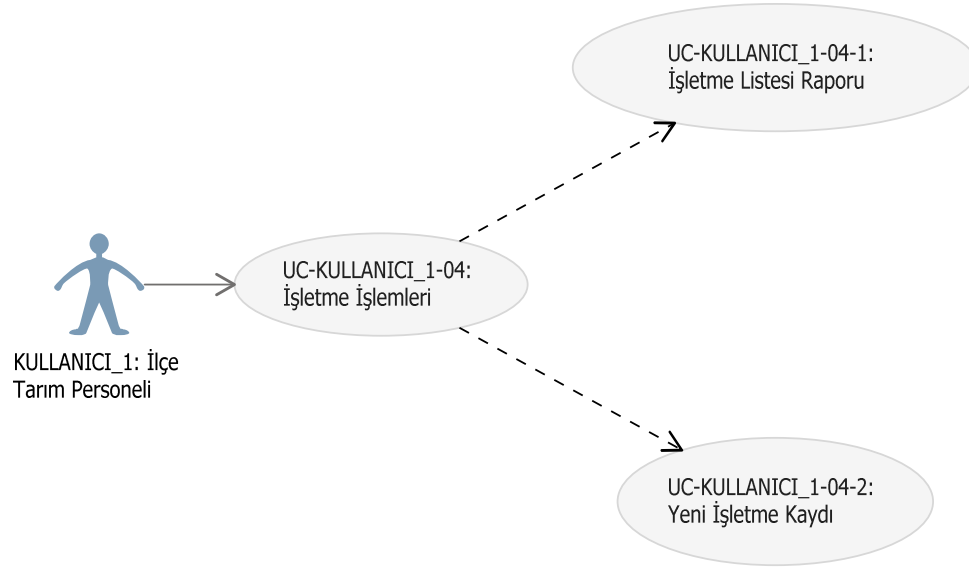 UC-KULLANICI_1-04-1:
İşletme Listesi Raporu
UC-KULLANICI_1-04:
İşletme İşlemleri
KULLANICI_1: İlçe
Tarım Personeli
UC-KULLANICI_1-04-2:
Yeni İşletme Kaydı